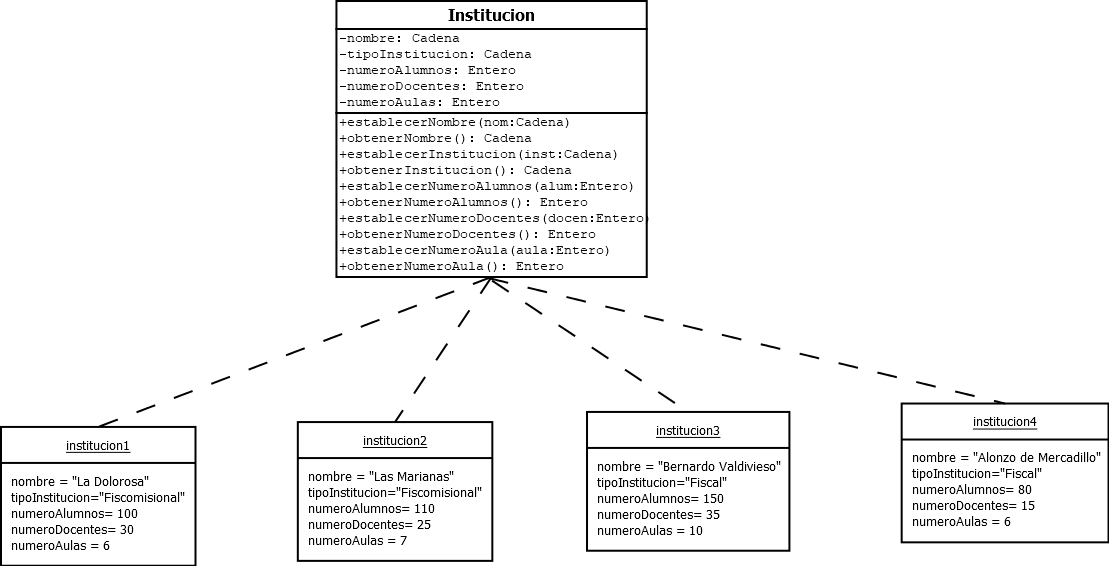 Institucion
-nombre: Cadena
-tipoInstitucion: Cadena
-numeroAlumnos: Entero
-numeroDocentes: Entero
-numeroAulas: Entero
+establecerNombre(nom:Cadena)
+obtenerNombre(): Cadena
+establecerInstitucion(inst:Cadena)
+obtenerInstitucion(): Cadena
+establecerNumeroAlumnos(alum:Entero)
+obtenerNumeroAlumnos(): Entero
+establecerNumeroDocentes(docen:Entero)
+obtenerNumeroDocentes(): Entero
+establecerNumeroAula(aula:Entero)
+obtenerNumeroAula(): Entero
institucion1
nombre = "La Dolorosa"
tipoInstitucion="Fiscomisional"
numeroAlumnos= 100
numeroDocentes= 30
numeroAulas = 6
institucion2
nombre = "Las Marianas"
tipoInstitucion="Fiscomisional"
numeroAlumnos= 110
numeroDocentes= 25
numeroAulas = 7
institucion3
nombre = "Bernardo Valdivieso"
tipoInstitucion="Fiscal"
numeroAlumnos= 150
numeroDocentes= 35
numeroAulas = 10
institucion4
nombre = "Alonzo de Mercadillo"
tipoInstitucion="Fiscal"
numeroAlumnos= 80
numeroDocentes= 15
numeroAulas = 6